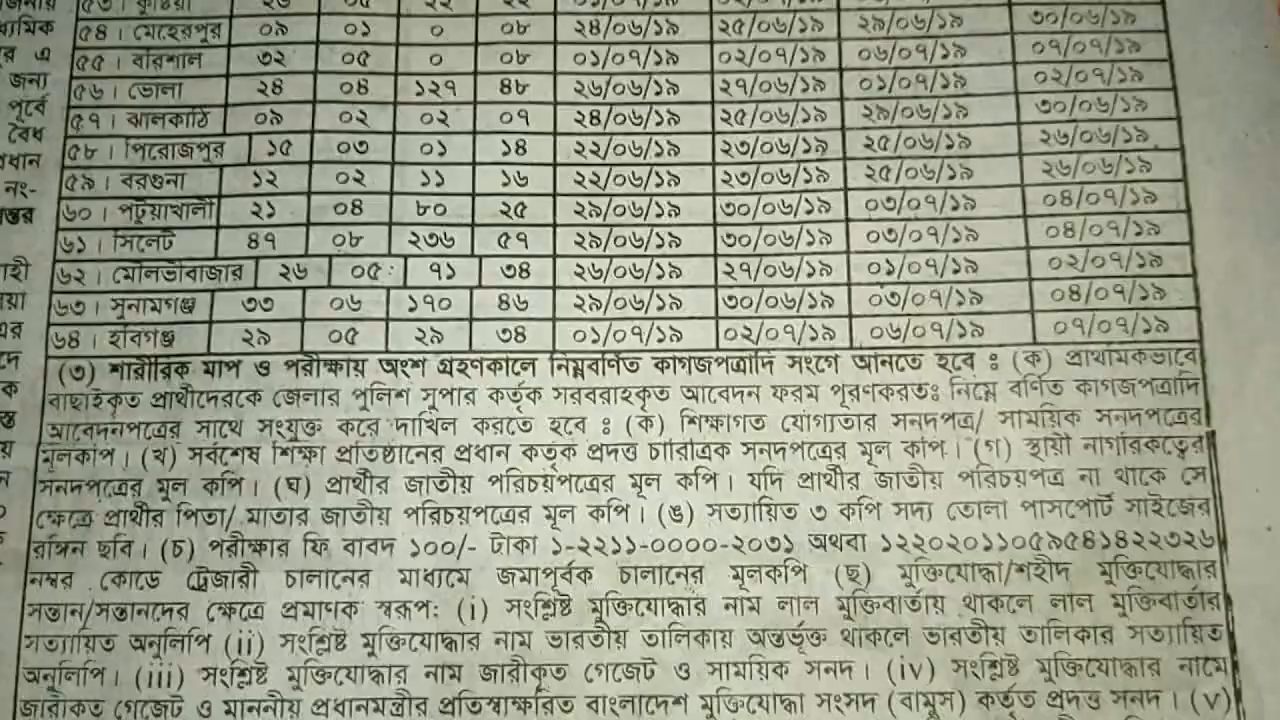 ৫৩। কুষ্টিয়া
৫৪। মেহেরপুর ০৯ ০১ ০ ০৮ ২৪/০৬/১৯ ২৫/০৬/১৯ ২৯/০৬/১৯ ৩০/০৬/১৯
৫৫। বরিশাল ৩২ ০৫ ০ ০৮ ০১/০৭/১৯ ০২/০৭/১৯ ০৬/০৭/১৯ ০৭/০৭/১৯
৫৬। ভোলা ২৪ ০৪ ১২৭ ৪৮ ২৬/০৬/১৯ ২৭/০৬/১৯ ০১/০৭/১৯ ০২/০৭/১৯
৫৭। ঝালকাঠি ০৯ ০২ ০২ ০৭ ২৪/০৬/১৯ ২৫/০৬/১৯ ২৯/০৬/১৯ ৩০/০৬/১৯
৫৮। পিরোজপুর ১৫ ০৩ ০১ ১৪ ২২/০৬/১৯ ২৩/০৬/১৯ ২৫/০৬/১৯ ২৬/০৬/১৯
৫৯। বরগুনা ১২ ০২ ১১ ১৬ ২২/০৬/১৯ ২৩/০৬/১৯ ২৫/০৬/১৯ ২৬/০৬/১৯
৬০। পটুয়াখালী ২১ ০৪ ৮০ ২৫ ২৯/০৬/১৯ ৩০/০৬/১৯ ০৩/০৭/১৯ ০৪/০৭/১৯
৬১। সিলেট ৪৭ ০৮ ২৩৬ ৫৭ ২৯/০৬/১৯ ৩০/০৬/১৯ ০৩/০৭/১৯ ০৪/০৭/১৯
৬২। মৌলভীবাজার ২৬ ০৫ ৭১ ৩৪ ২৬/০৬/১৯ ২৭/০৬/১৯ ০১/০৭/১৯ ০২/০৭/১৯
৬৩। সুনামগঞ্জ ৩৩ ০৬ ১৭০ ৪৬ ২৯/০৬/১৯ ৩০/০৬/১৯ ০৩/০৭/১৯ ০৪/০৭/১৯
৬৪। হবিগঞ্জ ২৯ ০৫ ২৯ ৩৪ ০১/০৭/১৯ ০২/০৭/১৯ ০৬/০৭/১৯ ০৭/০৭/১৯
(৩) শারীরিক মাপ ও পরীক্ষায় অংশ গ্রহণকালে নিম্নবর্ণিত কাগজপত্রাদি সংগে আনতে হবে ঃ (ক) প্রাথমিকভাবে
বাছাইকৃত প্রার্থীদেরকে জেলার পুলিশ সুপার কর্তৃক সরবরাহকৃত আবেদন ফরম পূরণকরতঃ নিম্নে বর্ণিত কাগজপত্রাদি
আবেদনপত্রের সাথে সংযুক্ত করে দাখিল করতে হবে ঃ (ক) শিক্ষাগত যোগ্যতার সনদপত্র/ সাময়িক সনদপত্রের
মূলকপি। (খ) সর্বশেষ শিক্ষা প্রতিষ্ঠানের প্রধান কর্তৃক প্রদত্ত চারিত্রিক সনদপত্রের মূল কপি। (গ) স্থায়ী নাগরিকত্বের
সনদপত্রের মূল কপি। (ঘ) প্রার্থীর জাতীয় পরিচয়পত্রের মূল কপি। যদি প্রার্থীর জাতীয় পরিচয়পত্র না থাকে সে
ক্ষেত্রে প্রার্থীর পিতা/ মাতার জাতীয় পরিচয়পত্রের মূল কপি। (ঙ) সত্যায়িত ৩ কপি সদ্য তোলা পাসপোর্ট সাইজের
রঙ্গিন ছবি। (চ) পরীক্ষার ফি বাবদ ১০০/- টাকা ১-২২১১-০০০০-২০৩১ অথবা ১২২০২০১১০৫৯৫৪১৪২২৩২৬
নম্বর কোডে ট্রেজারী চালানের মাধ্যমে জমাপূর্বক চালানের মূলকপি (ছ) মুক্তিযোদ্ধা/শহীদ মুক্তিযোদ্ধার
সন্তান/সন্তানদের ক্ষেত্রে প্রমাণক স্বরূপ: (i) সংশ্লিষ্ট মুক্তিযোদ্ধার নাম লাল মুক্তিবার্তায় থাকলে লাল মুক্তিবার্তার
সত্যায়িত অনুলিপি (ii) সংশ্লিষ্ট মুক্তিযোদ্ধার নাম ভারতীয় তালিকায় অন্তর্ভূক্ত থাকলে ভারতীয় তালিকার সত্যায়িত
অনুলিপি। (iii) সংশ্লিষ্ট মুক্তিযোদ্ধার নাম জারীকৃত গেজেট ও সাময়িক সনদ। (iv) সংশ্লিষ্ট মুক্তিযোদ্ধার নামে
জারীকৃত গেজেট ও মাননীয় প্রধানমন্ত্রীর প্রতিস্বাক্ষরিত বাংলাদেশ মুক্তিযোদ্ধা সংসদ (বামুস) কর্তৃত প্রদত্ত সনদ। (v)